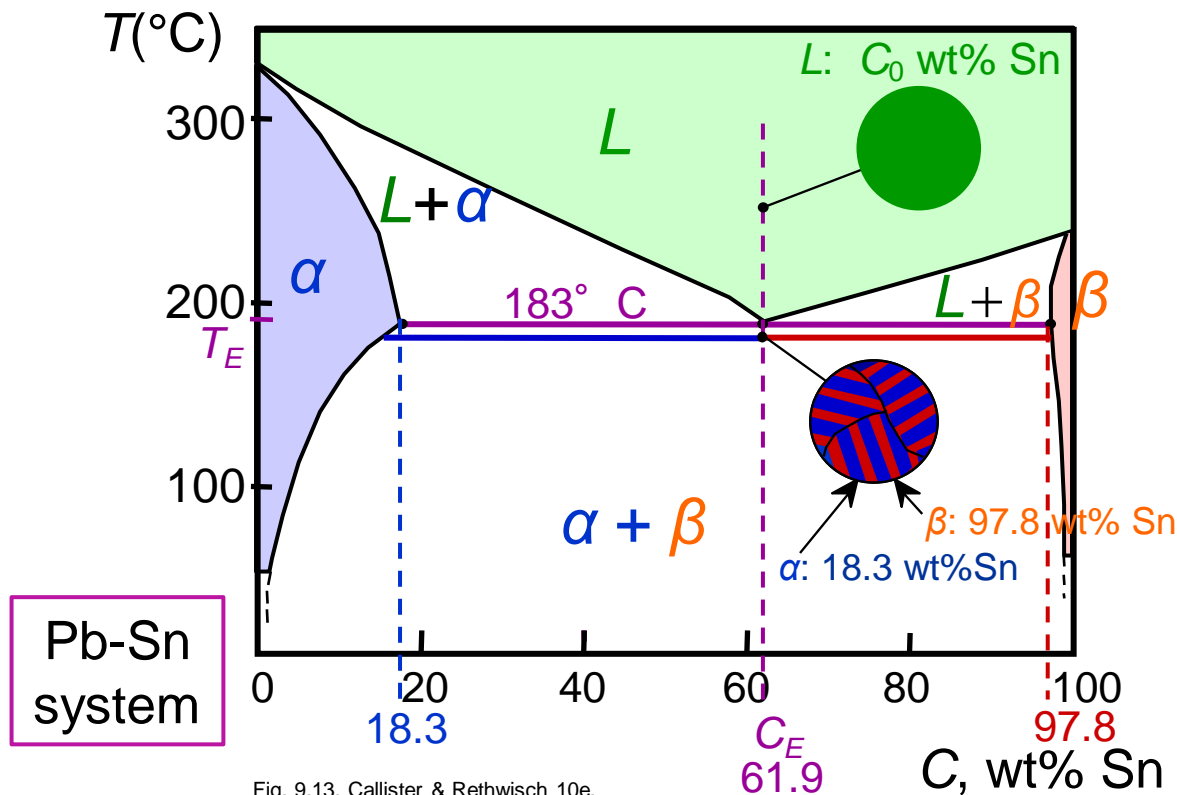 T(°C)
L: C₀ wt% Sn
300
L
L+α
α
200
183° C
L + β
β
T_E
100
α + β
β: 97.8 wt% Sn
α: 18.3 wt%Sn
Pb-Sn
system
0 20 40 60 80 100
18.3
C_E
97.8
61.9
C, wt% Sn
Fig. 9.13, Callister & Rethwisch 10e.